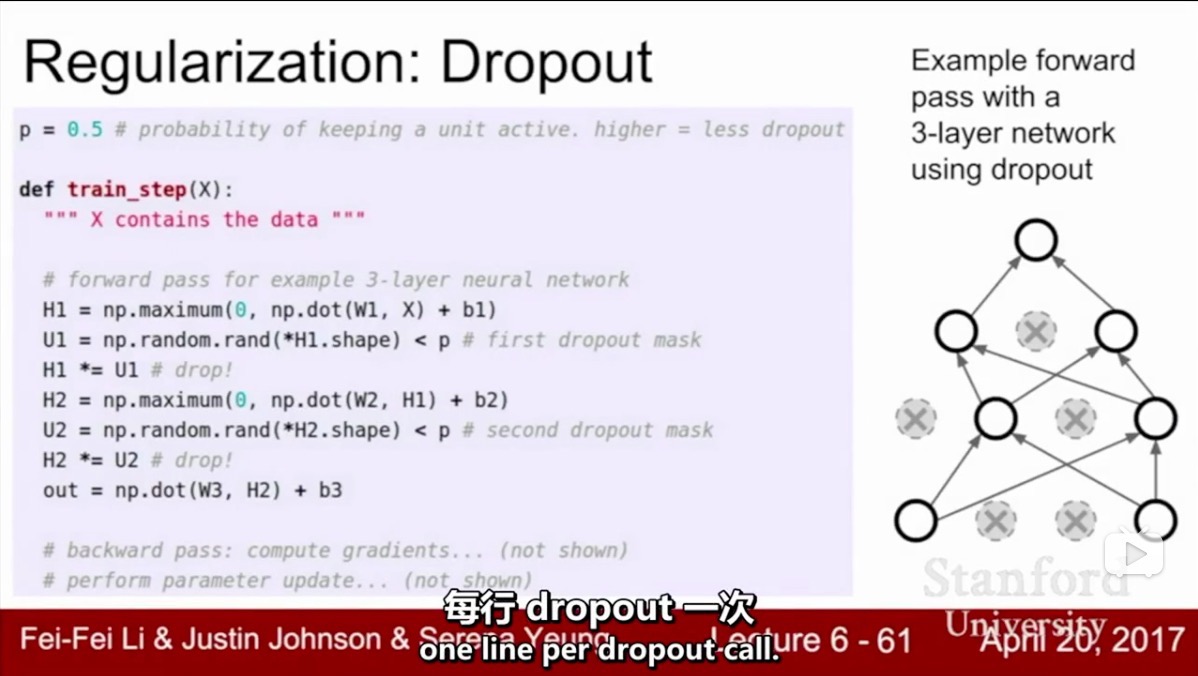 Regularization: Dropout
p = 0.5 # probability of keeping a unit active. higher = less dropout
def train_step(X):
""" X contains the data """
# forward pass for example 3-layer neural network
H1 = np.maximum(0, np.dot(W1, X) + b1)
U1 = np.random.rand(*H1.shape) < p # first dropout mask
H1 *= U1 # drop!
H2 = np.maximum(0, np.dot(W2, H1) + b2)
U2 = np.random.rand(*H2.shape) < p # second dropout mask
H2 *= U2 # drop!
out = np.dot(W3, H2) + b3
# backward pass: compute gradients... (not shown)
# perform parameter update... (not shown)
Example forward
pass with a
3-layer network
using dropout
Stanford
University
每行 dropout 一次
one line per dropout call.
Fei-Fei Li & Justin Johnson & Serena Yeung
Lecture 6 - 61
April 20, 2017